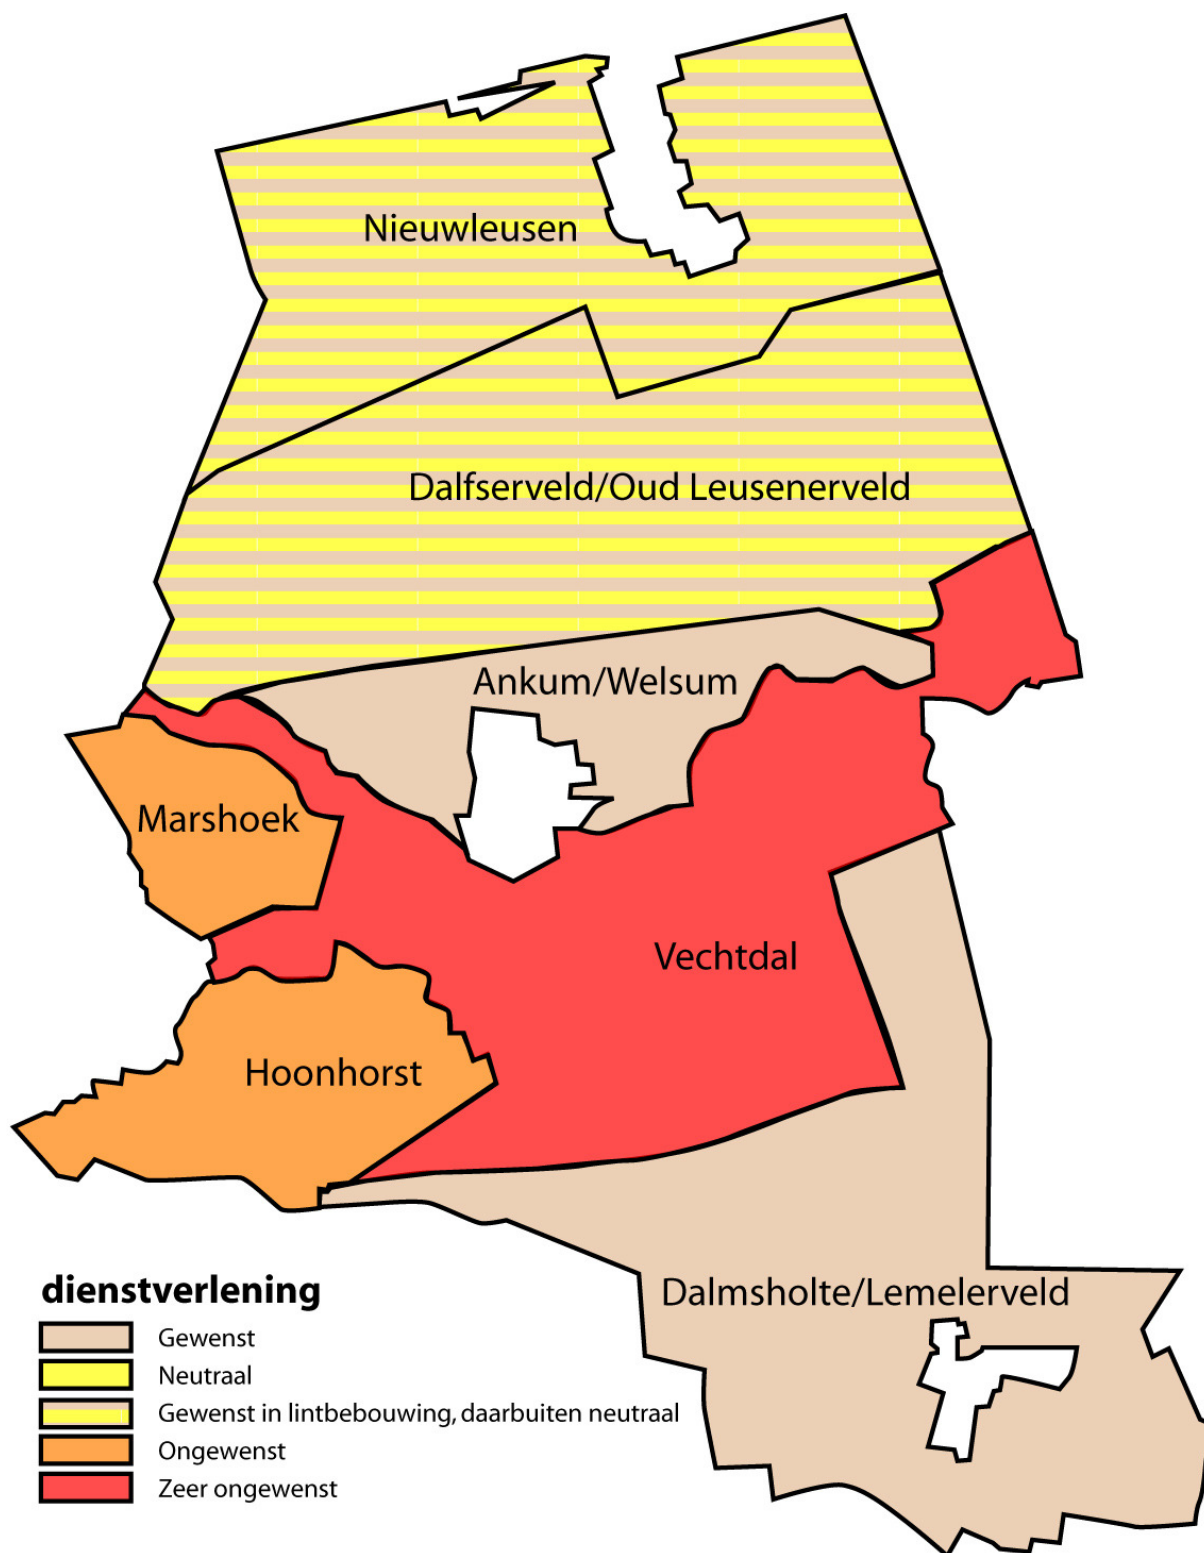 Nieuwleusen
Dalfserveld/Oud Leusenerveld
Ankum/Welsum
Marshoek
Vechtdal
Hoonhorst
Dalmsholte/Lemelerveld
dienstverlening
Gewenst
Neutraal
Gewenst in lintbebouwing, daarbuiten neutraal
Ongewenst
Zeer ongewenst